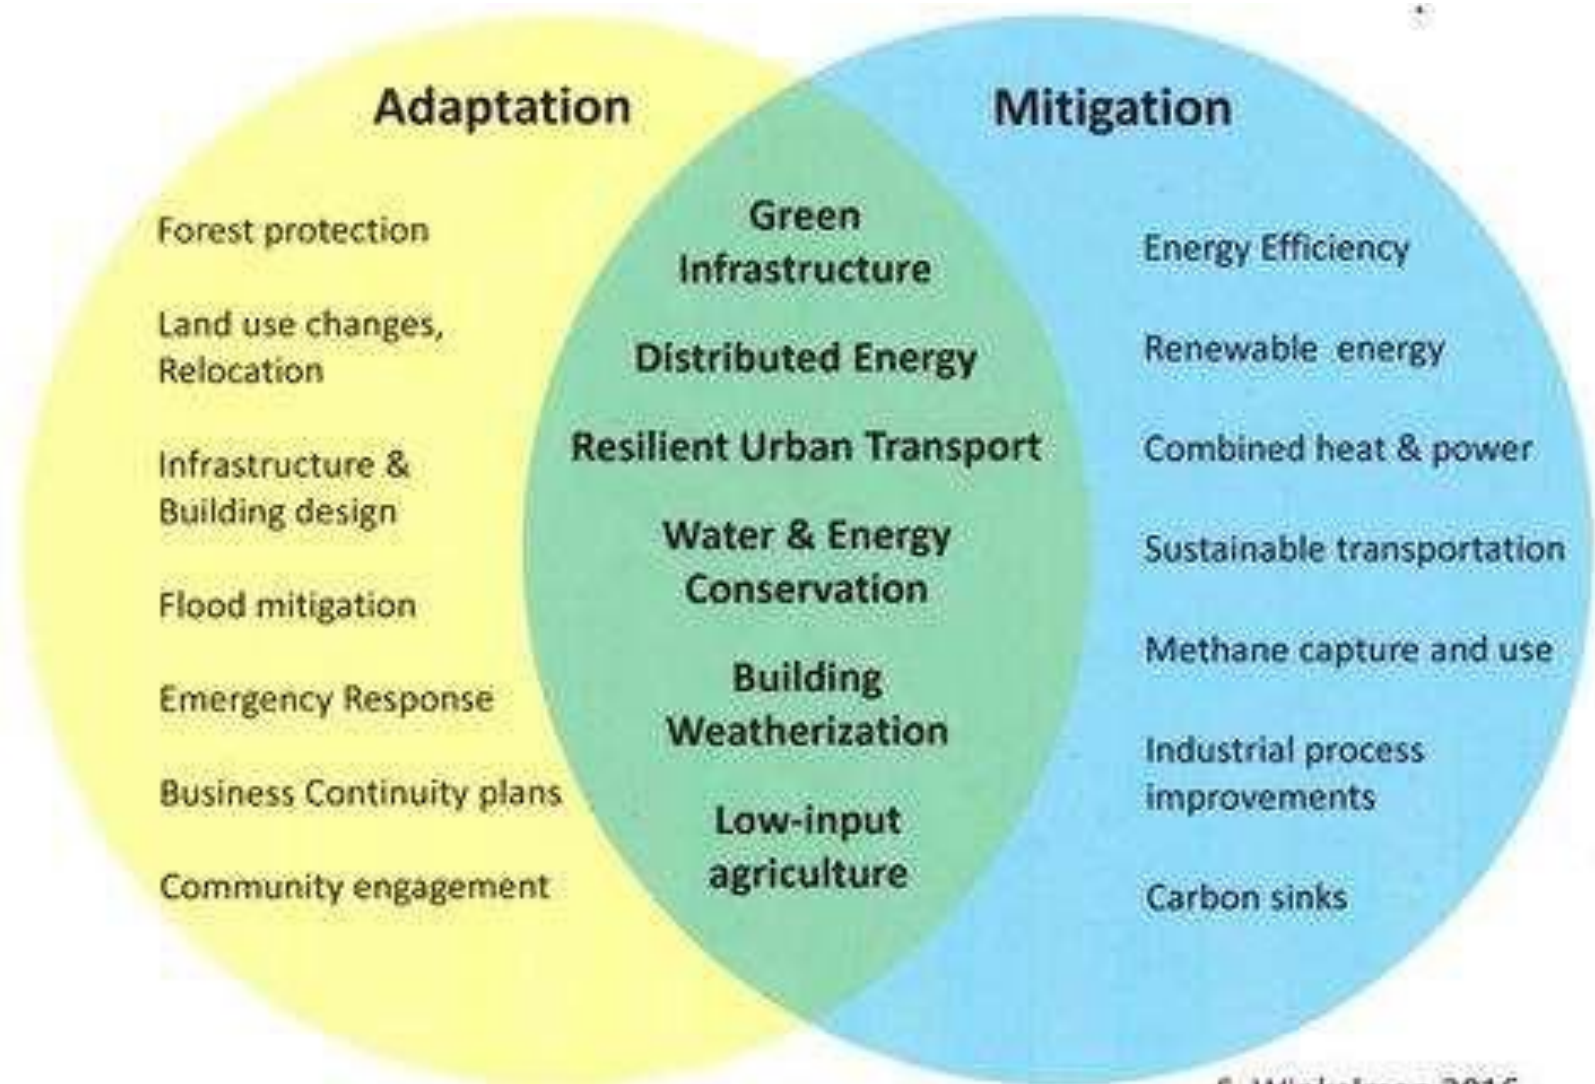 Adaptation
Forest protection
Land use changes,
Relocation
Infrastructure &
Building design
Flood mitigation
Emergency Response
Business Continuity plans
Community engagement
Green
Infrastructure
Distributed Energy
Resilient Urban Transport
Water & Energy
Conservation
Building
Weatherization
Low-input
agriculture
Mitigation
Energy Efficiency
Renewable energy
Combined heat & power
Sustainable transportation
Methane capture and use
Industrial process
improvements
Carbon sinks